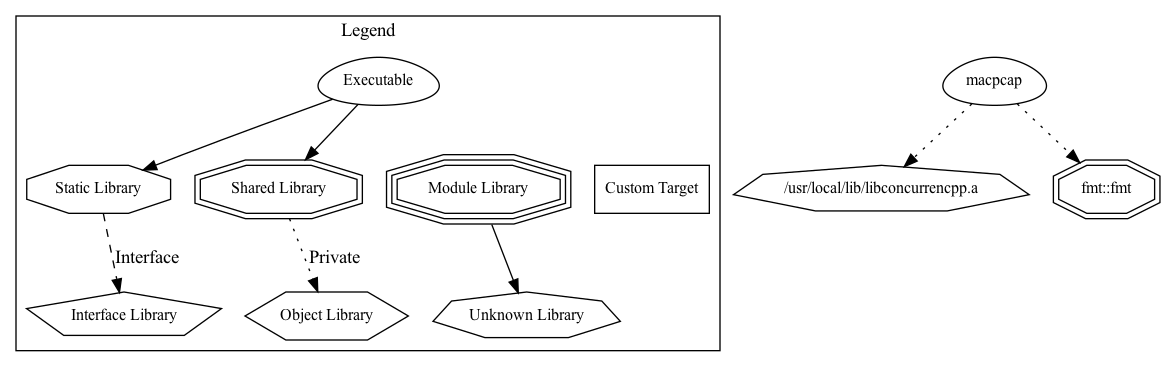 Legend
Executable
macpcap
Static Library
Shared Library
Module Library
Custom Target
/usr/local/lib/libconcurrencpp.a
fmt::fmt
Interface
Private
Interface Library
Object Library
Unknown Library